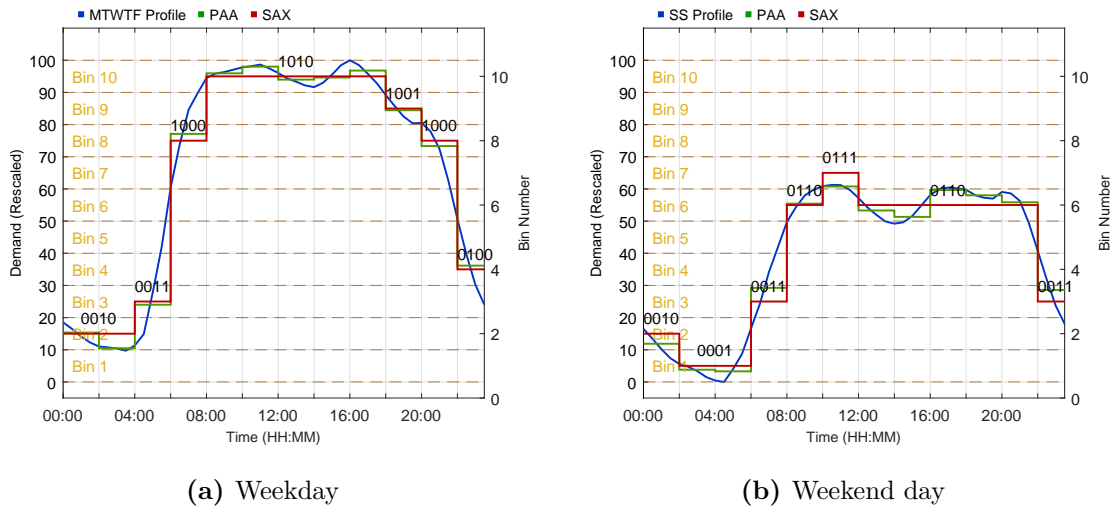 MTWTF Profile PAA SAX
100
90
80
70
60
50
40
30
20
10
0
Demand (Rescaled)
Bin 10
Bin 9
Bin 8
Bin 7
Bin 6
Bin 5
Bin 4
Bin 3
Bin 2
Bin 1
0010
0011
1000
1010
1001
1000
0100
10
8
6
4
2
0
Bin Number
00:00 04:00 08:00 12:00 16:00 20:00
Time (HH:MM)
(a) Weekday
SS Profile PAA SAX
100
90
80
70
60
50
40
30
20
10
0
Demand (Rescaled)
Bin 10
Bin 9
Bin 8
Bin 7
Bin 6
Bin 5
Bin 4
Bin 3
Bin 2
Bin 1
0010
0001
0011
0110
0111
0110
0011
10
8
6
4
2
0
Bin Number
00:00 04:00 08:00 12:00 16:00 20:00
Time (HH:MM)
(b) Weekend day